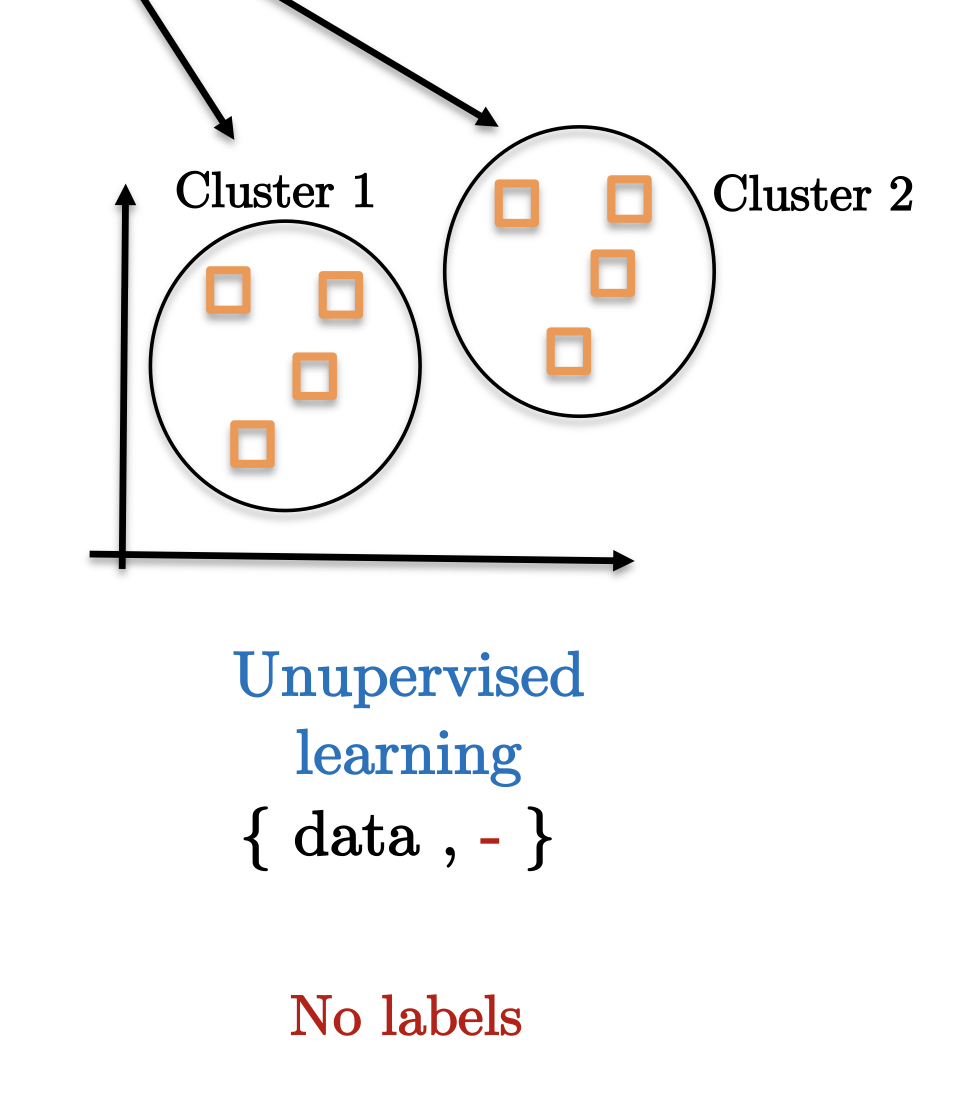 Cluster 1
Cluster 2
Unupervised
learning
{ data , - }
No labels